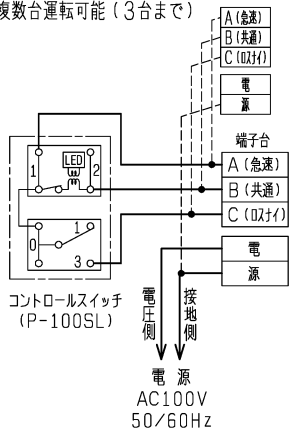 複数台運転可能(3台まで)
A(急速)
B(共通)
C(ロスナイ)
電
源
端子台
A(急速)
B(共通)
C(ロスナイ)
電
源
LED
1
2
0
1
3
コントロールスイッチ
(P-100SL)
電圧側
接地側
電 源
AC100V
50/60Hz